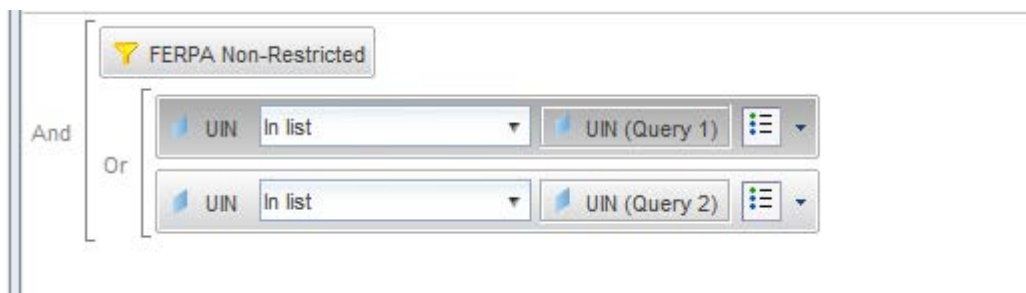 FERPA Non-Restricted
And
UIN In list UIN (Query 1)
Or
UIN In list UIN (Query 2)